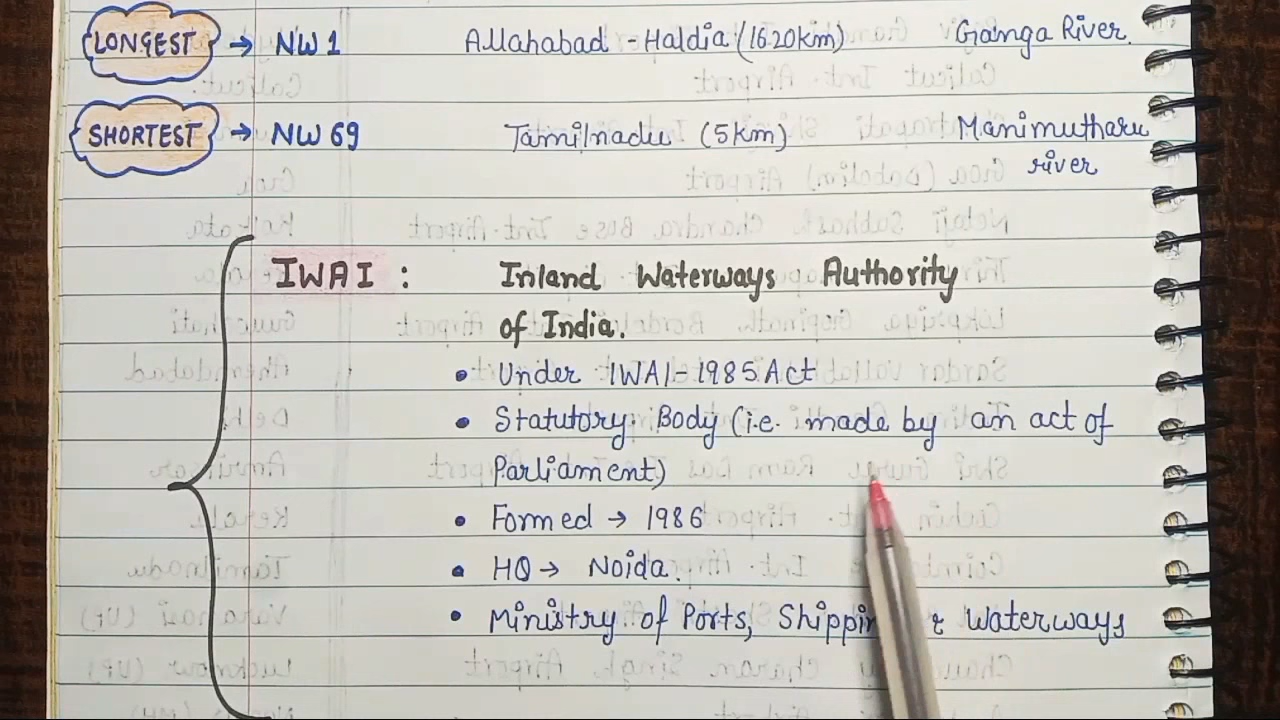 LONGEST → NW 1 Allahabad - Haldia (1620km) Ganga River.
SHORTEST → NW 69 Tamilnadu (5km) Manimutharu
river
IWAI : Inland Waterways Authority
of India.
• Under IWAI-1985 Act
• Statutory Body (i.e. made by an act of
Parliament)
• Formed → 1986
• HQ → Noida.
• Ministry of Ports, Shippin & Waterways